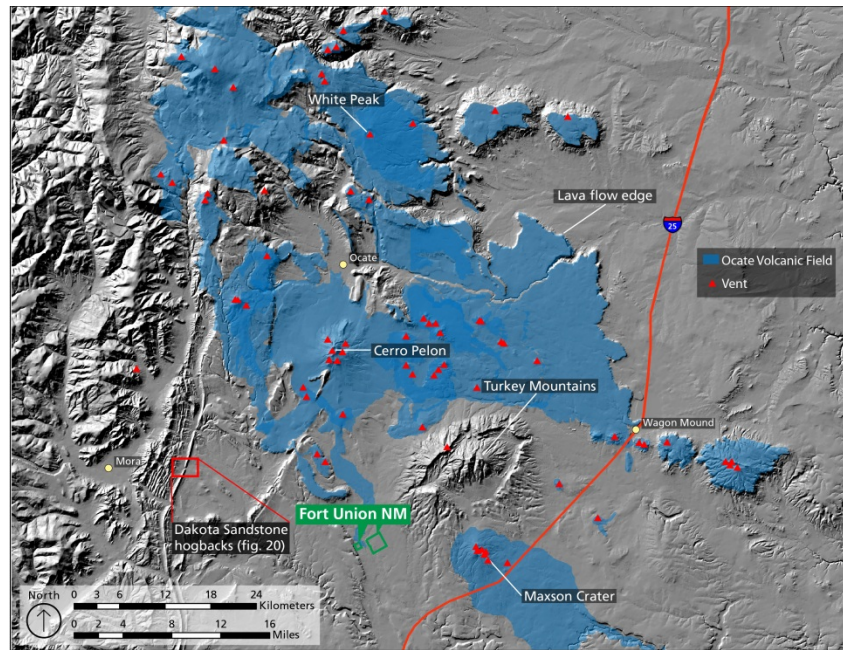 White Peak
Lava flow edge
25
Ocate Volcanic Field
Vent
Ocate
Cerro Pelon
Turkey Mountains
Wagon Mound
Mora
Fort Union NM
Dakota Sandstone
hogbacks (fig. 20)
Maxson Crater
North
0 3 6 12 18 24
Kilometers
0 2 4 8 12 16
Miles